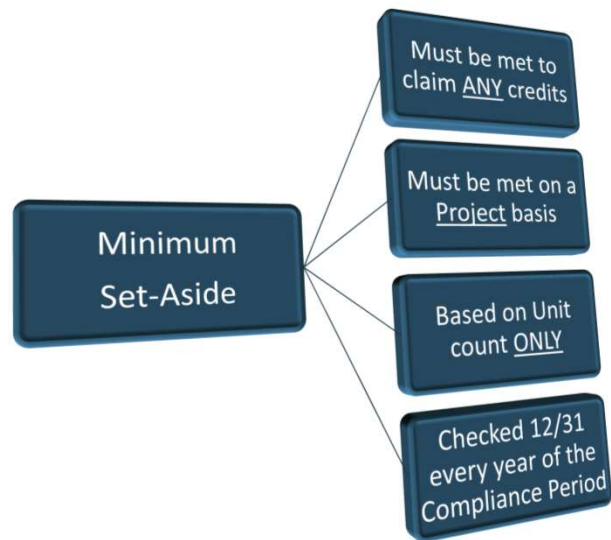 Minimum
Set-Aside
Must be met to
claim ANY credits
Must be met on a
Project basis
Based on Unit
count ONLY
Checked 12/31
every year of the
Compliance Period